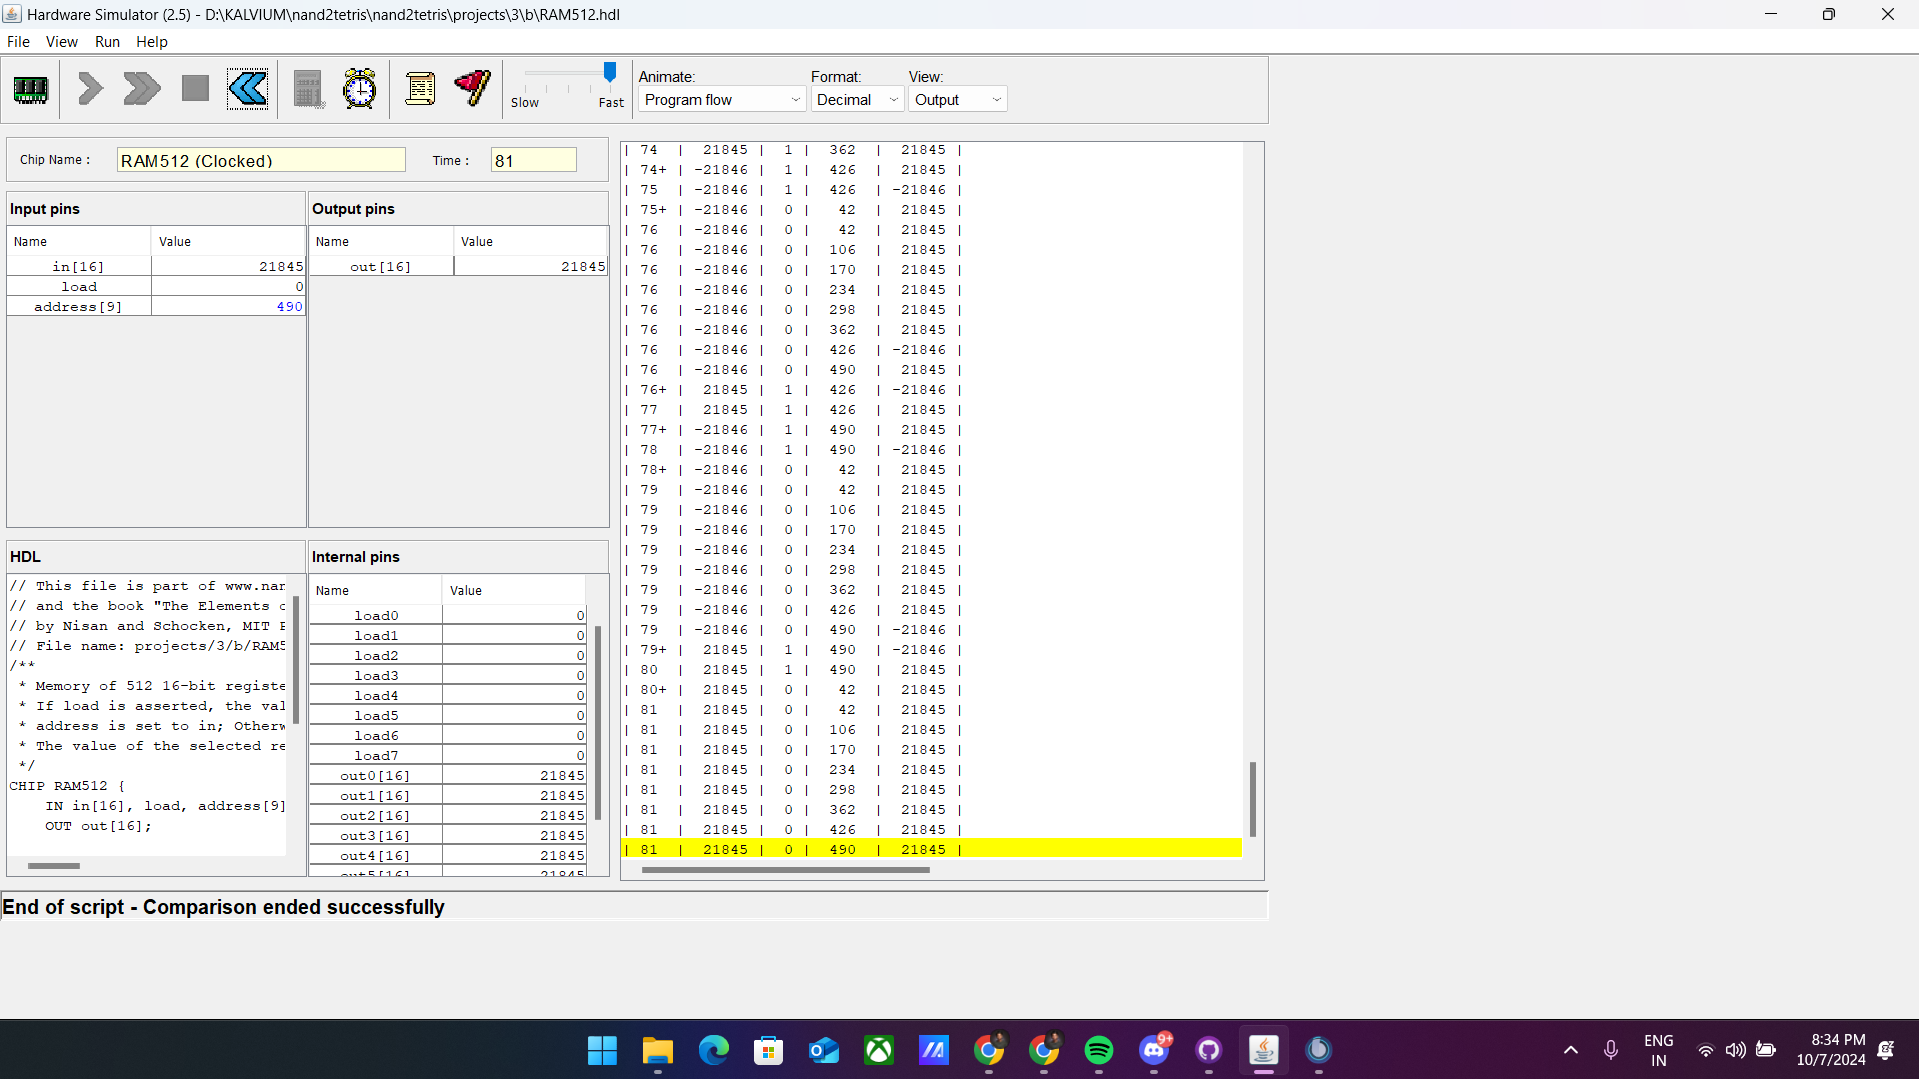 Hardware Simulator (2.5) - D:\KALVIUM\nand2tetris\nand2tetris\projects\3\b\RAM512.hdl
File View Run Help
Slow Fast
Animate: Format: View:
Program flow Decimal Output
Chip Name : RAM512 (Clocked) Time : 81
Input pins
Name Value
in[16] 21845
load 0
address[9] 490
Output pins
Name Value
out[16] 21845
HDL
// This file is part of www.nan
// and the book "The Elements o
// by Nisan and Schocken, MIT P
// File name: projects/3/b/RAM5
/**
* Memory of 512 16-bit registe
* If load is asserted, the val
* address is set to in; Otherw
* The value of the selected re
*/
CHIP RAM512 {
IN in[16], load, address[9]
OUT out[16];
Internal pins
Name Value
load0 0
load1 0
load2 0
load3 0
load4 0
load5 0
load6 0
load7 0
out0[16] 21845
out1[16] 21845
out2[16] 21845
out3[16] 21845
out4[16] 21845
out5[16] 21845
| 74 | 21845 | 1 | 362 | 21845 |
| 74+ | -21846 | 1 | 426 | 21845 |
| 75 | -21846 | 1 | 426 | -21846 |
| 75+ | -21846 | 0 | 42 | 21845 |
| 76 | -21846 | 0 | 42 | 21845 |
| 76 | -21846 | 0 | 106 | 21845 |
| 76 | -21846 | 0 | 170 | 21845 |
| 76 | -21846 | 0 | 234 | 21845 |
| 76 | -21846 | 0 | 298 | 21845 |
| 76 | -21846 | 0 | 362 | 21845 |
| 76 | -21846 | 0 | 426 | -21846 |
| 76 | -21846 | 0 | 490 | 21845 |
| 76+ | 21845 | 1 | 426 | -21846 |
| 77 | 21845 | 1 | 426 | 21845 |
| 77+ | -21846 | 1 | 490 | 21845 |
| 78 | -21846 | 1 | 490 | -21846 |
| 78+ | -21846 | 0 | 42 | 21845 |
| 79 | -21846 | 0 | 42 | 21845 |
| 79 | -21846 | 0 | 106 | 21845 |
| 79 | -21846 | 0 | 170 | 21845 |
| 79 | -21846 | 0 | 234 | 21845 |
| 79 | -21846 | 0 | 298 | 21845 |
| 79 | -21846 | 0 | 362 | 21845 |
| 79 | -21846 | 0 | 426 | 21845 |
| 79 | -21846 | 0 | 490 | -21846 |
| 79+ | 21845 | 1 | 490 | -21846 |
| 80 | 21845 | 1 | 490 | 21845 |
| 80+ | 21845 | 0 | 42 | 21845 |
| 81 | 21845 | 0 | 42 | 21845 |
| 81 | 21845 | 0 | 106 | 21845 |
| 81 | 21845 | 0 | 170 | 21845 |
| 81 | 21845 | 0 | 234 | 21845 |
| 81 | 21845 | 0 | 298 | 21845 |
| 81 | 21845 | 0 | 362 | 21845 |
| 81 | 21845 | 0 | 426 | 21845 |
| 81 | 21845 | 0 | 490 | 21845 |
End of script - Comparison ended successfully
9+
ENG
IN
8:34 PM
10/7/2024